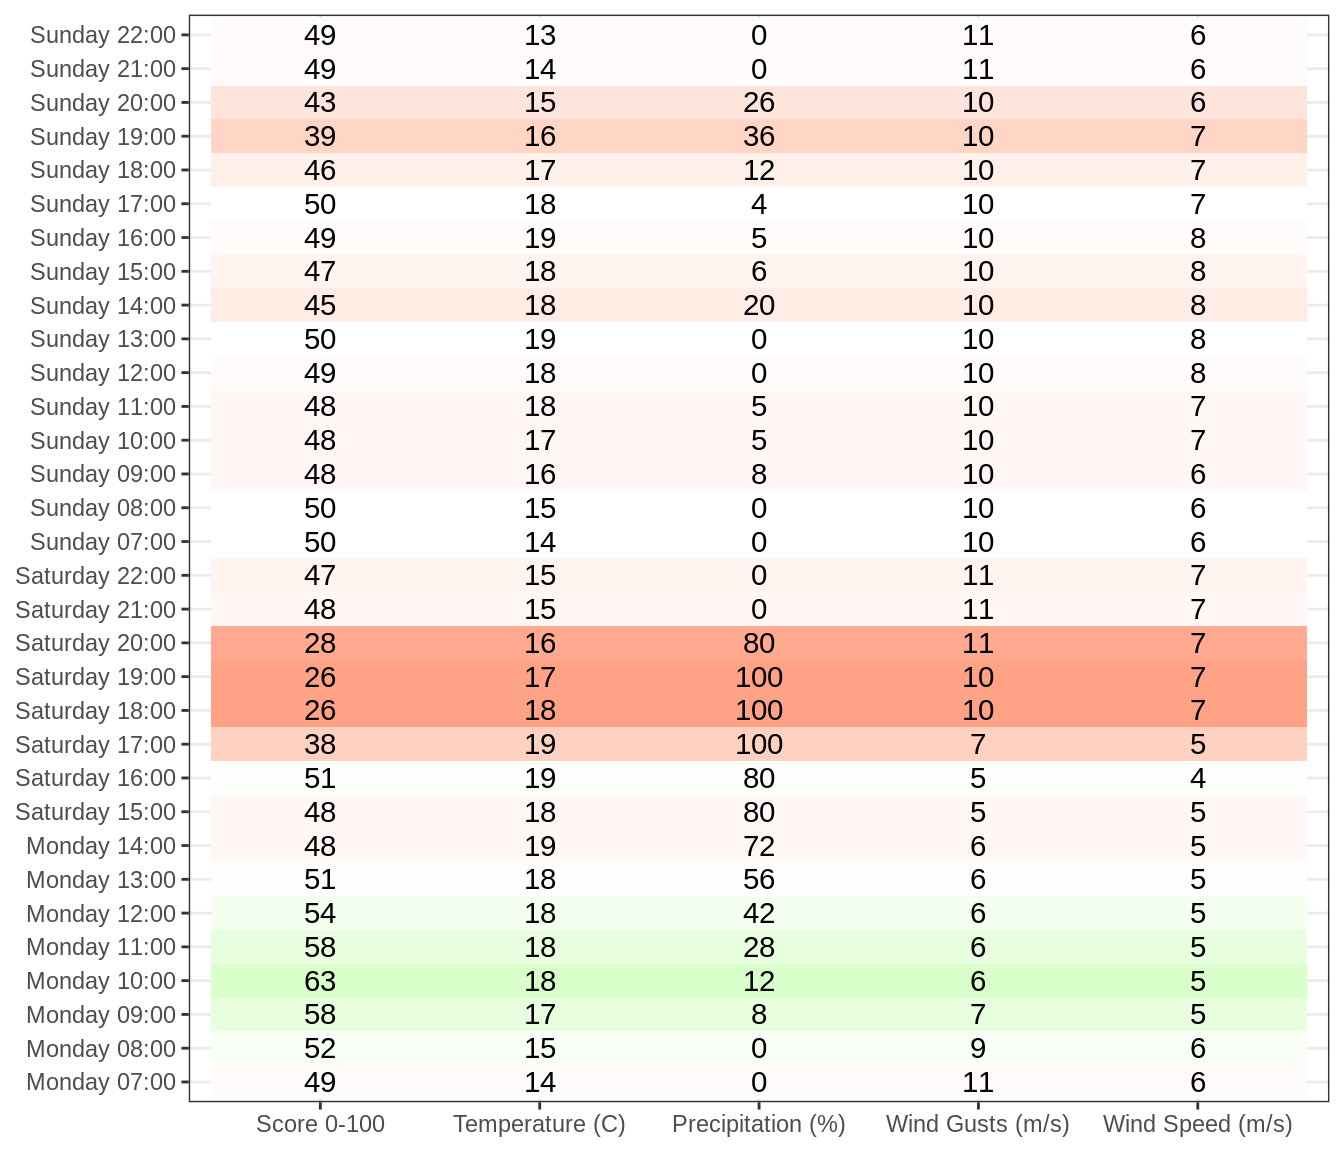 Sunday 22:00 49 13 0 11 6
Sunday 21:00 49 14 0 11 6
Sunday 20:00 43 15 26 10 6
Sunday 19:00 39 16 36 10 7
Sunday 18:00 46 17 12 10 7
Sunday 17:00 50 18 4 10 7
Sunday 16:00 49 19 5 10 8
Sunday 15:00 47 18 6 10 8
Sunday 14:00 45 18 20 10 8
Sunday 13:00 50 19 0 10 8
Sunday 12:00 49 18 0 10 8
Sunday 11:00 48 18 5 10 7
Sunday 10:00 48 17 5 10 7
Sunday 09:00 48 16 8 10 6
Sunday 08:00 50 15 0 10 6
Sunday 07:00 50 14 0 10 6
Saturday 22:00 47 15 0 11 7
Saturday 21:00 48 15 0 11 7
Saturday 20:00 28 16 80 11 7
Saturday 19:00 26 17 100 10 7
Saturday 18:00 26 18 100 10 7
Saturday 17:00 38 19 100 7 5
Saturday 16:00 51 19 80 5 4
Saturday 15:00 48 18 80 5 5
Monday 14:00 48 19 72 6 5
Monday 13:00 51 18 56 6 5
Monday 12:00 54 18 42 6 5
Monday 11:00 58 18 28 6 5
Monday 10:00 63 18 12 6 5
Monday 09:00 58 17 8 7 5
Monday 08:00 52 15 0 9 6
Monday 07:00 49 14 0 11 6
Score 0-100 Temperature (C) Precipitation (%) Wind Gusts (m/s) Wind Speed (m/s)